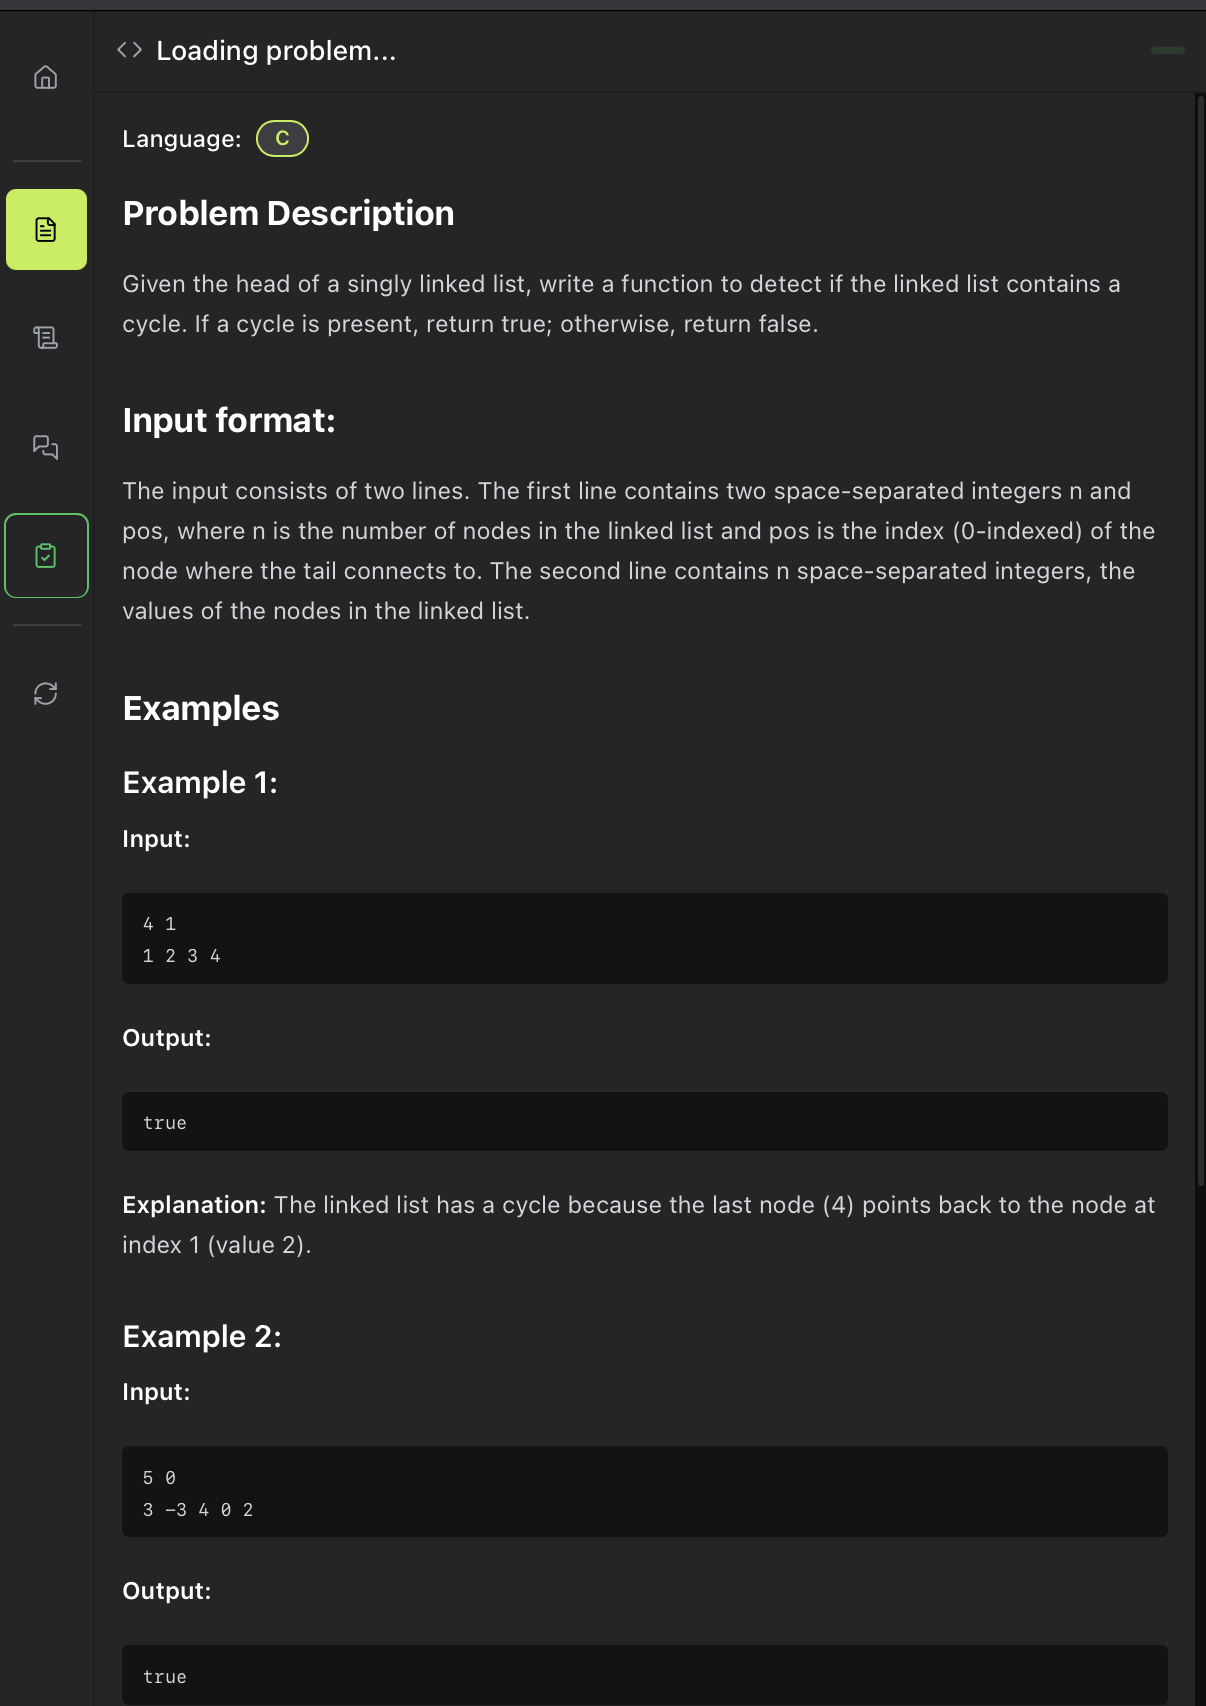 <> Loading problem...
Language: C
Problem Description
Given the head of a singly linked list, write a function to detect if the linked list contains a
cycle. If a cycle is present, return true; otherwise, return false.
Input format:
The input consists of two lines. The first line contains two space-separated integers n and
pos, where n is the number of nodes in the linked list and pos is the index (0-indexed) of the
node where the tail connects to. The second line contains n space-separated integers, the
values of the nodes in the linked list.
Examples
Example 1:
Input:
4 1
1 2 3 4
Output:
true
Explanation: The linked list has a cycle because the last node (4) points back to the node at
index 1 (value 2).
Example 2:
Input:
5 0
3 -3 4 0 2
Output:
true